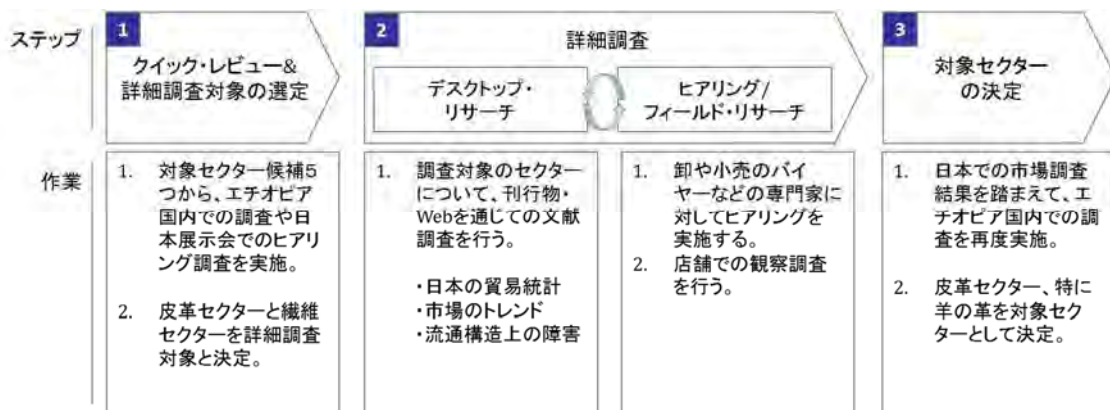 ステップ
1
クイック・レビュー&
詳細調査対象の選定
2
詳細調査
デスクトップ・
リサーチ
ヒアリング/
フィールド・リサーチ
3
対象セクター
の決定
作業
1. 対象セクター候補5
つから、エチオピア
国内での調査や日
本展示会でのヒアリ
ング調査を実施。
2. 皮革セクターと繊維
セクターを詳細調査
対象と決定。
1. 調査対象のセクター
について、刊行物・
Webを通じての文献
調査を行う。
・日本の貿易統計
・市場のトレンド
・流通構造上の障害
1. 卸や小売のバイ
ヤーなどの専門家に
対してヒアリングを
実施する。
2. 店舗での観察調査
を行う。
1. 日本での市場調査
結果を踏まえて、エ
チオピア国内での調
査を再度実施。
2. 皮革セクター、特に
羊の革を対象セク
ターとして決定。